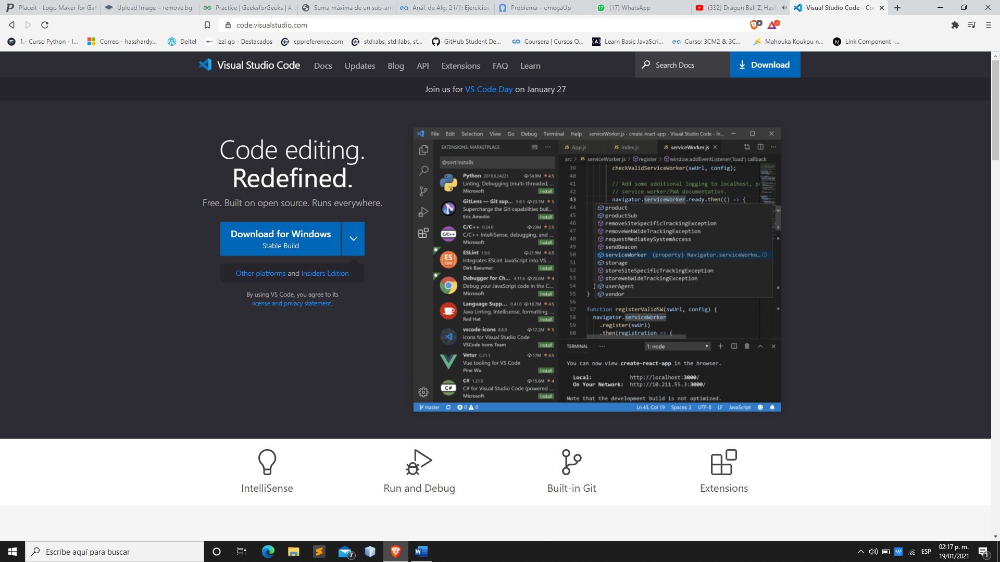 Placeit - Logo Maker for Gam
Upload Image – remove.bg
Practice | GeeksforGeeks | A
Suma máxima de un sub-arre
Anál. de Alg. 21/1: Ejercicios
Problema – omegaUp
(17) WhatsApp
(332) Dragon Ball Z, Hast
Visual Studio Code - Co
code.visualstudio.com
4
1
1.- Curso Python - l...
Correo - hasshardy...
Deitel
izzi go - Destacados
cppreference.com
std::abs, std::labs, st...
GitHub Student De...
Coursera | Cursos O...
Learn Basic JavaScri...
Curso: 3CM2 & 3C...
Mahouka Koukou n...
Link Component -...
Visual Studio Code
Docs
Updates
Blog
API
Extensions
FAQ
Learn
Search Docs
Download
Join us for VS Code Day on January 27
Code editing.
Redefined.
Free. Built on open source. Runs everywhere.
Download for Windows
Stable Build
Other platforms and Insiders Edition
By using VS Code, you agree to its
license and privacy statement.
File Edit Selection View Go Debug Terminal Help
serviceWorker.js - create-react-app - Visual Studio Code - In...
EXTENSIONS: MARKETPLACE
@sort:installs
Python 2019.6.24221 54.9M ★ 4.5
Linting, Debugging (multi-threaded, ...
Microsoft Install
GitLens — Git sup... 9.8.5 23.1M ★ 5
Supercharge the Git capabilities buil...
Eric Amodio Install
C/C++ 0.24.0 23M ★ 3.5
C/C++ IntelliSense, debugging, and ...
Microsoft Install
ESLint 1.9.0 21.9M ★ 4.5
Integrates ESLint JavaScript into VS ...
Dirk Baeumer Install
Debugger for Ch... 4.11.6 20.6M ★ 4
Debug your JavaScript code in the C...
Microsoft Install
Language Supp... 0.47.0 18.7M ★ 4.5
Java Linting, Intellisense, formatting, ...
Red Hat Install
vscode-icons 8.8.0 17.2M ★ 5
Icons for Visual Studio Code
VSCode Icons Team Install
Vetur 0.21.1 17M ★ 4.5
Vue tooling for VS Code
Pine Wu Install
C# 1.21.0 15.6M ★ 4
C# for Visual Studio Code (powered ...
Microsoft Install
JS App.js
JS index.js
JS serviceWorker.js
src > JS serviceWorker.js > register > window.addEventListener('load') callback
39 checkValidServiceWorker(swUrl, config);
40
41 // Add some additional logging to localhost, po
42 // service worker/PWA documentation.
43 navigator.serviceWorker.ready.then(() => {
44 product
45 productSub
46 removeSiteSpecificTrackingException
47 removeWebWideTrackingException
48 requestMediaKeySystemAccess
49 sendBeacon
50 serviceWorker (property) Navigator.serviceWorke...
51 storage
52 storeSiteSpecificTrackingException
53 storeWebWideTrackingException
54 } userAgent
55 } vendor
56
57 function registerValidSW(swUrl, config) {
58 navigator.serviceWorker
59 .register(swUrl)
60 .then(registration => {
TERMINAL ... 1: node
You can now view create-react-app in the browser.
Local: http://localhost:3000/
On Your Network: http://10.211.55.3:3000/
Note that the development build is not optimized.
master 0 0 Ln 43, Col 19 Spaces: 2 UTF-8 LF JavaScript
IntelliSense
Run and Debug
Built-in Git
Extensions
Escribe aquí para buscar
7
ESP
02:17 p. m.
19/01/2021
1